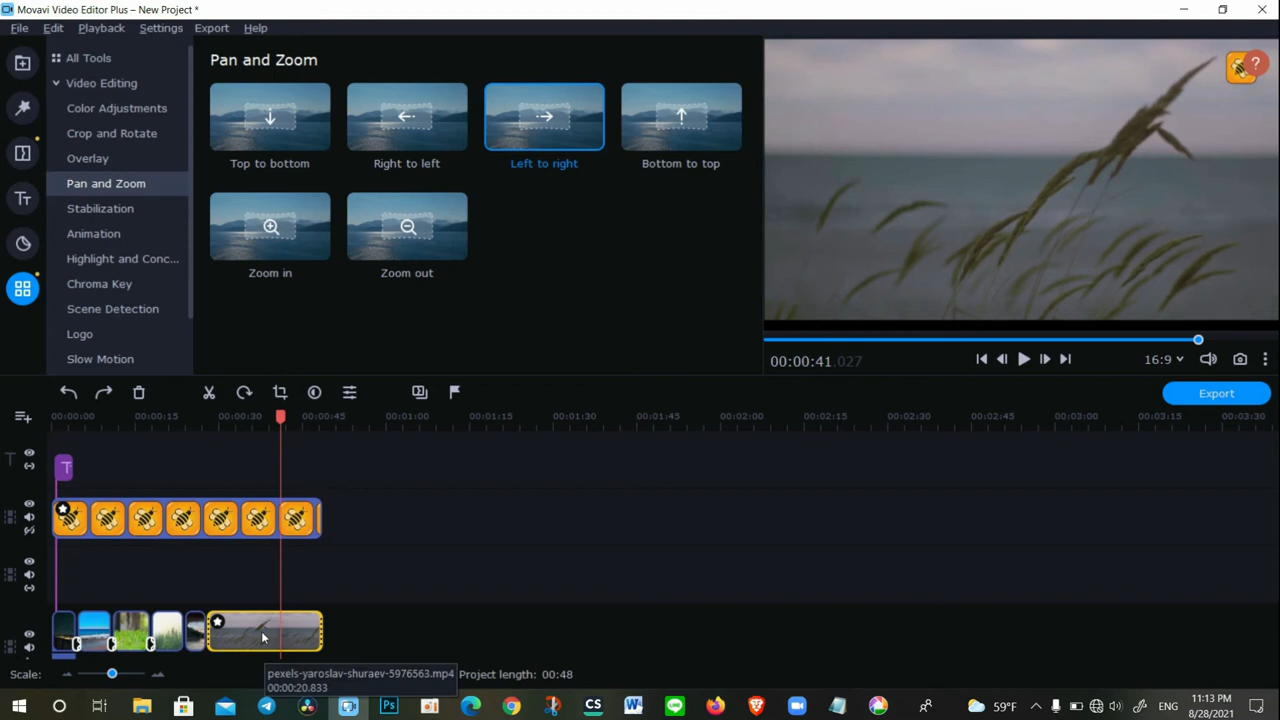 Movavi Video Editor Plus – New Project *
File Edit Playback Settings Export Help
All Tools
Video Editing
Color Adjustments
Crop and Rotate
Overlay
Pan and Zoom
Stabilization
Animation
Highlight and Conc...
Chroma Key
Scene Detection
Logo
Slow Motion
Pan and Zoom
Top to bottom
Right to left
Left to right
Bottom to top
Zoom in
Zoom out
?
00:00:41.027
16:9
Export
00:00:00 00:00:15 00:00:30 00:00:45 00:01:00 00:01:15 00:01:30 00:01:45 00:02:00 00:02:15 00:02:30 00:02:45 00:03:00 00:03:15 00:03:30
T
T
Scale:
pexels-yaroslav-shuraev-5976563.mp4
00:00:20.833
Project length: 00:48
Ps
CS
W
59°F
ENG
11:13 PM
8/28/2021